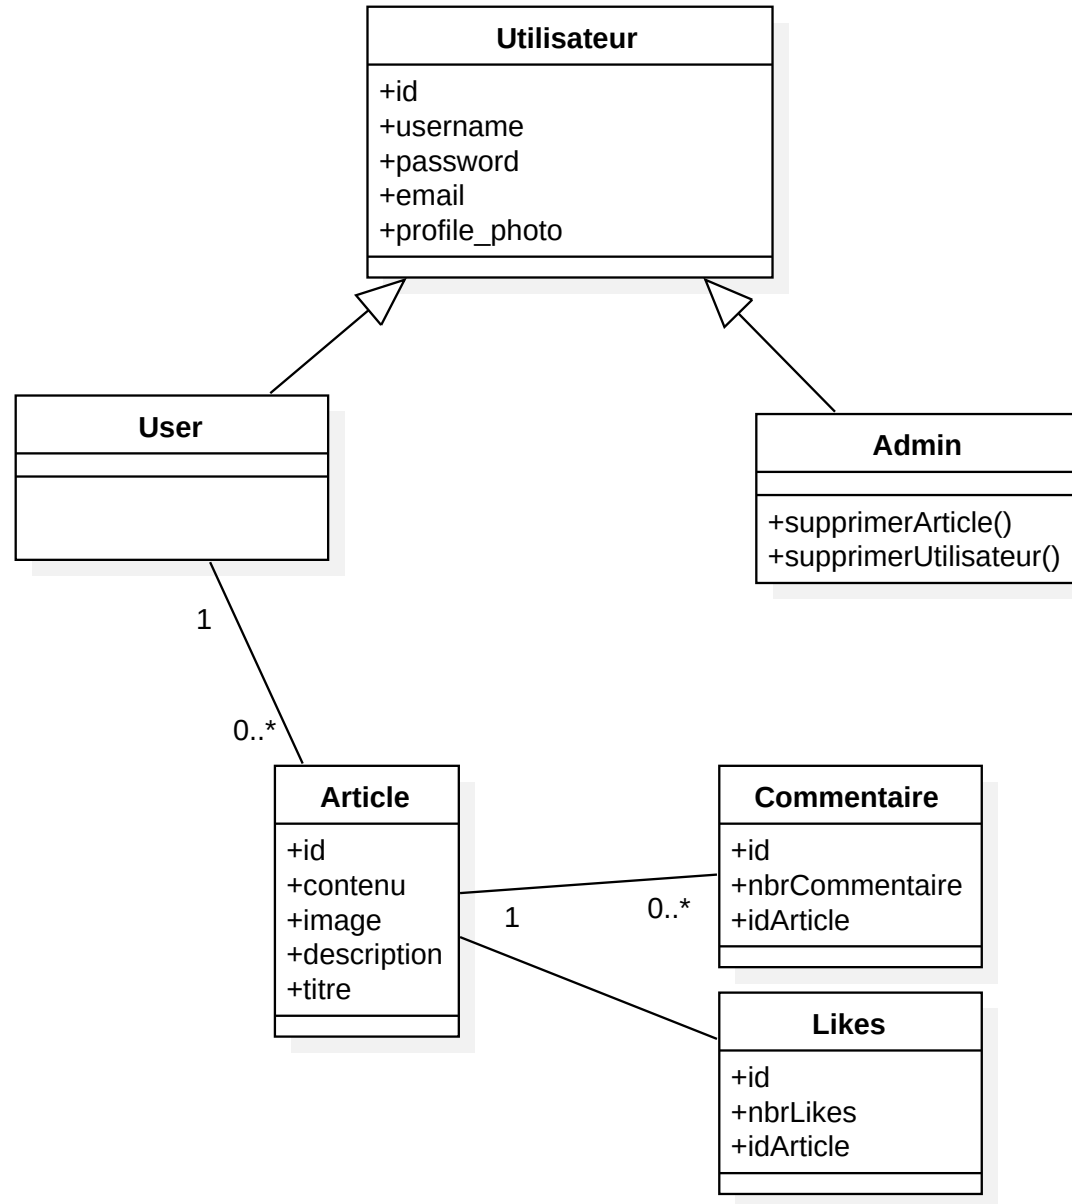 Utilisateur
+id
+username
+password
+email
+profile_photo
User
Admin
+supprimerArticle()
+supprimerUtilisateur()
1
0..*
Article
+id
+contenu
+image
+description
+titre
1
0..*
Commentaire
+id
+nbrCommentaire
+idArticle
Likes
+id
+nbrLikes
+idArticle